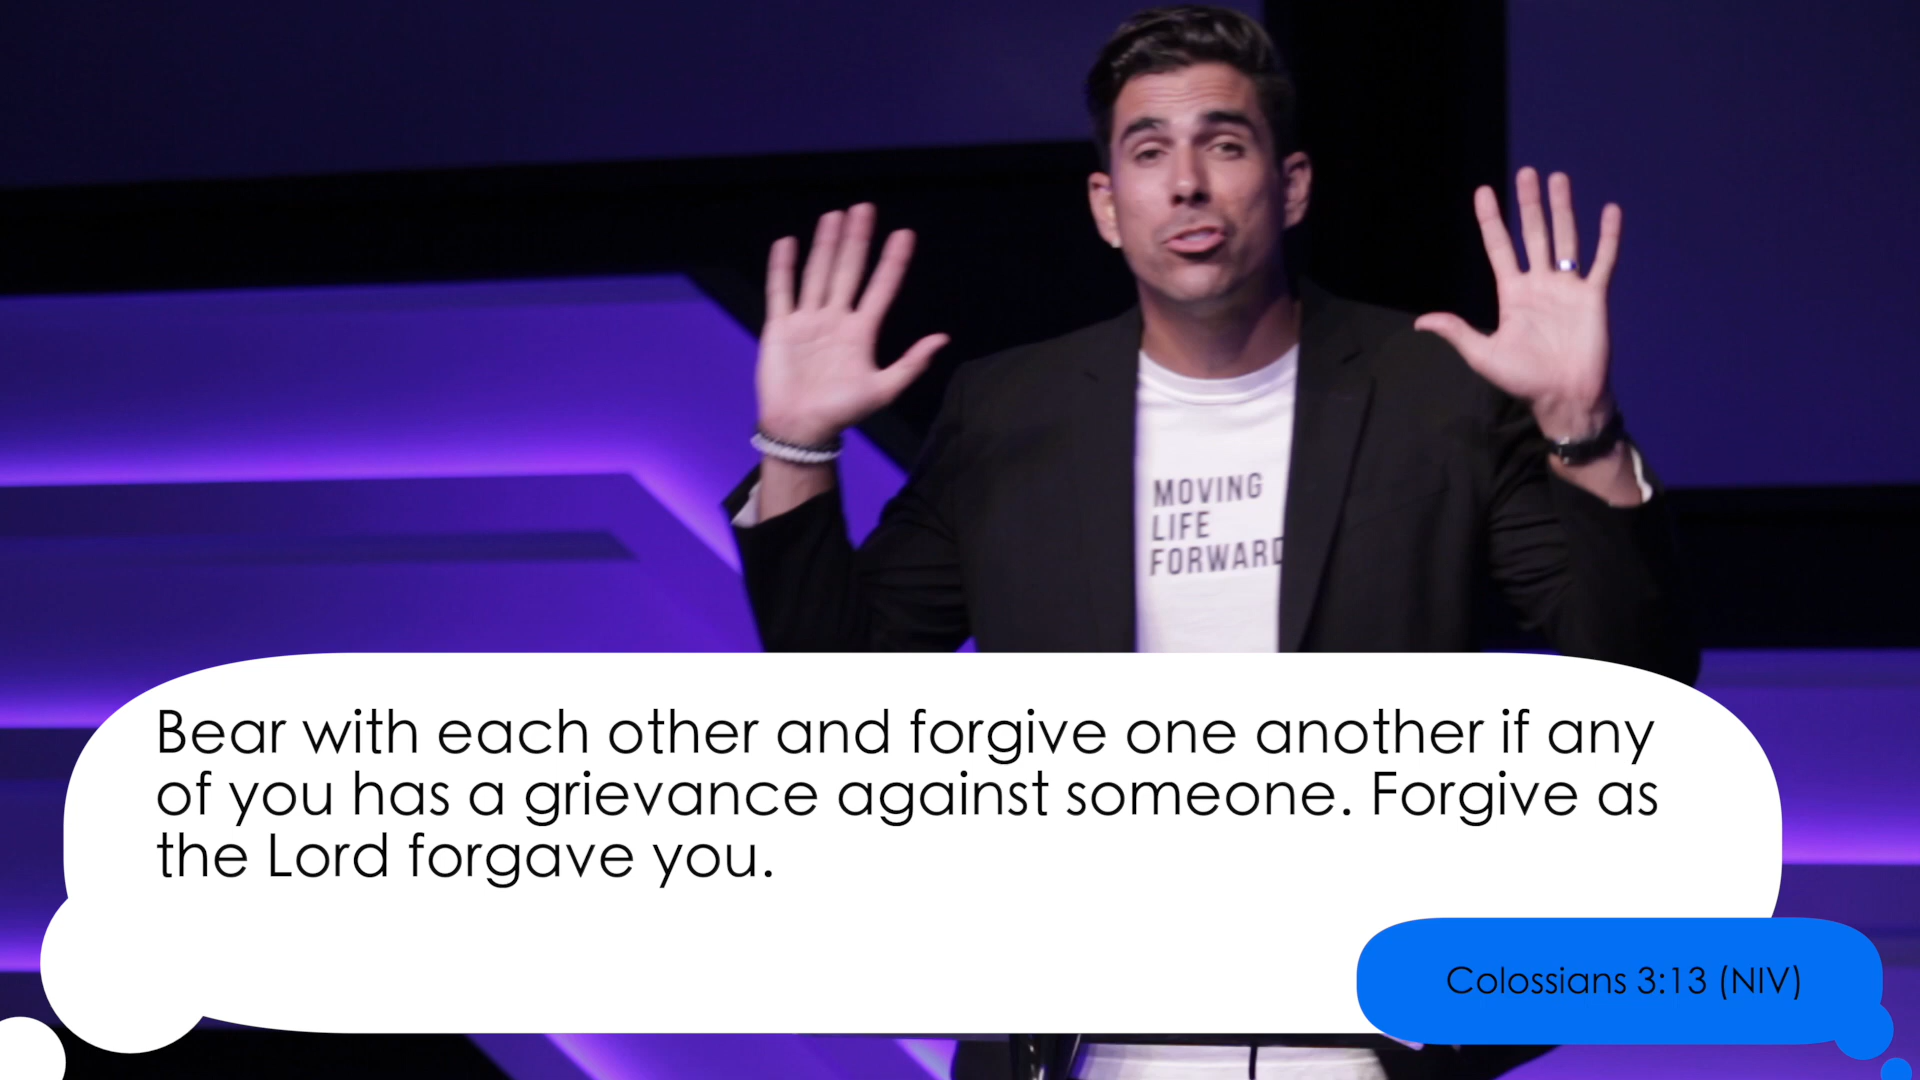 MOVING
LIFE
FORWARD
Bear with each other and forgive one another if any
of you has a grievance against someone. Forgive as
the Lord forgave you.
Colossians 3:13 (NIV)